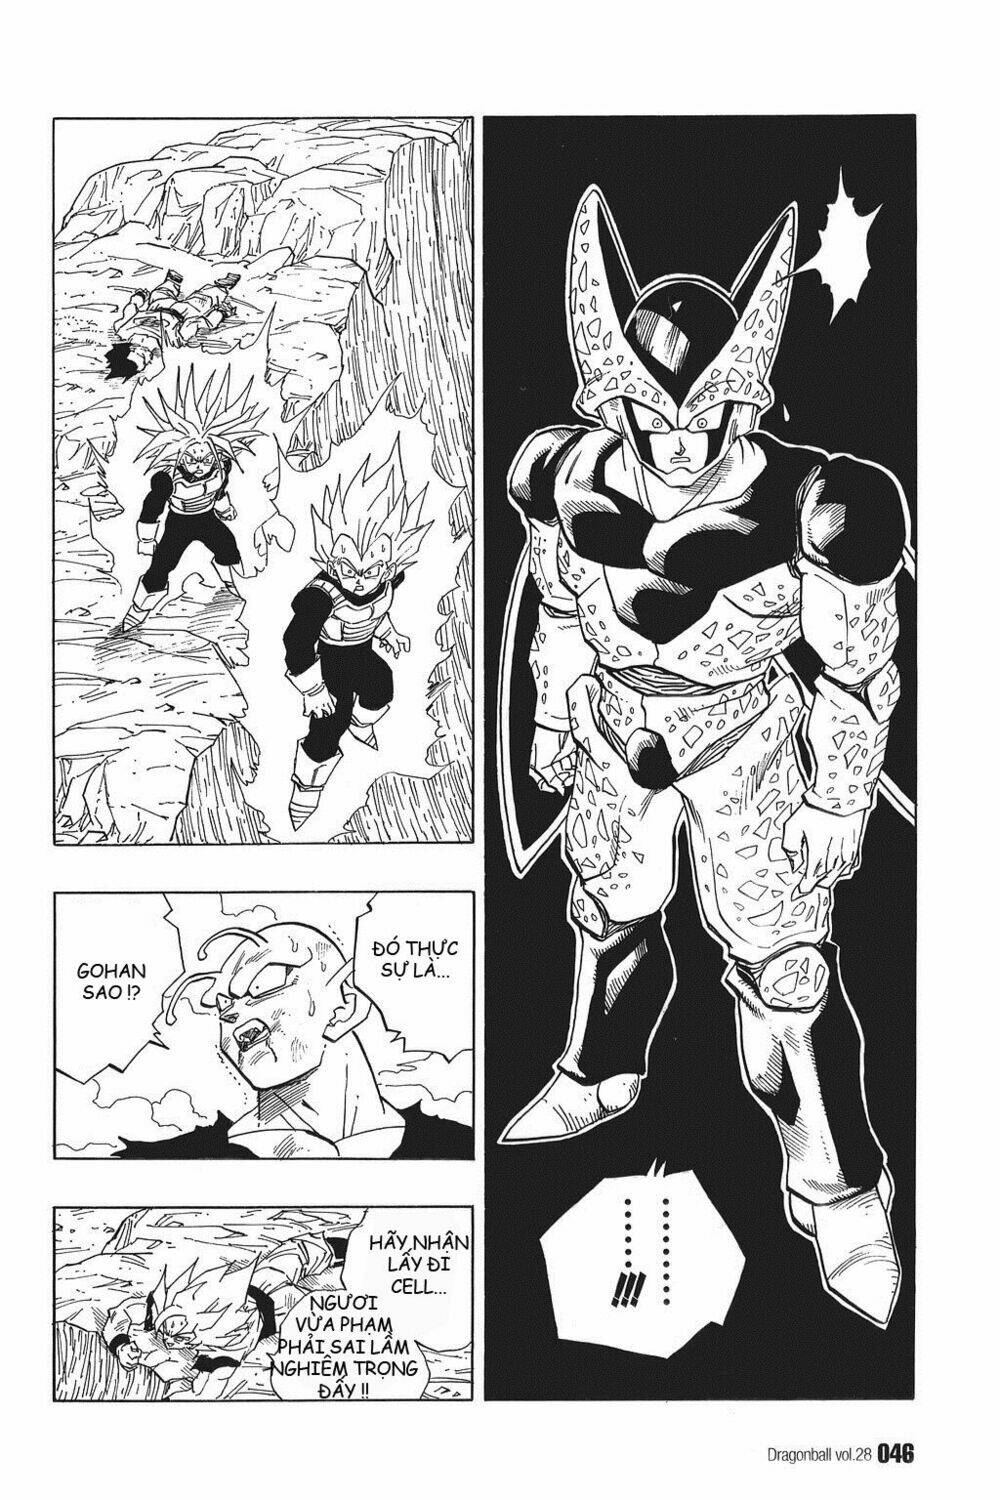 ………
……!!!
ĐÓ THỰC
SỰ LÀ...
GOHAN
SAO !?
HÃY NHẬN
LẤY ĐI
CELL...
NGƯƠI
VỪA PHẠM
PHẢI SAI LẦM
NGHIÊM TRỌNG
ĐẤY !!
Dragonball vol.28 046